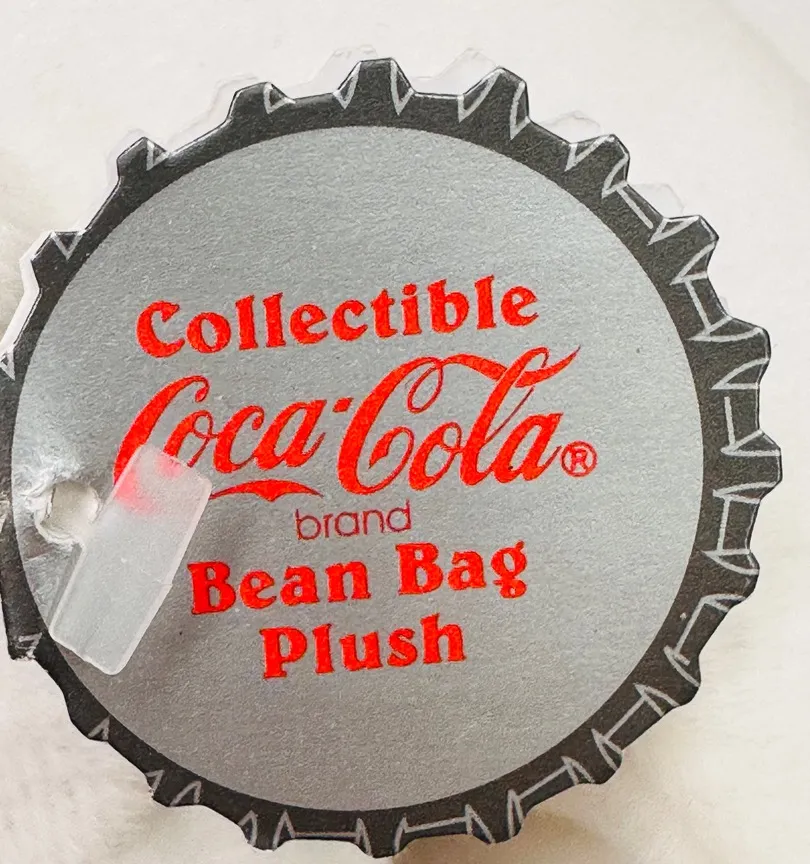 Collectible
Coca-Cola®
brand
Bean Bag
Plush